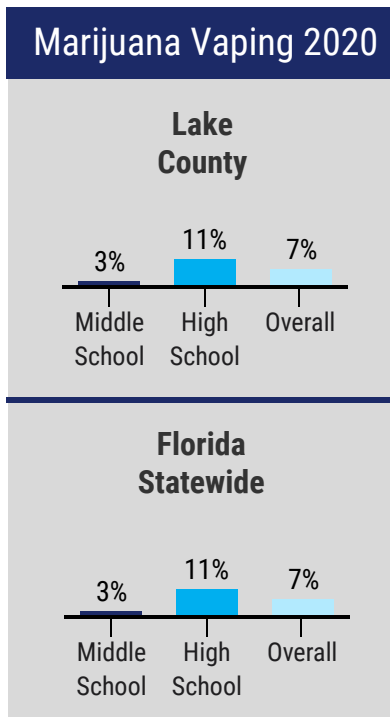 Marijuana Vaping 2020
Lake
County
3%
11%
7%
Middle
School
High
School
Overall
Florida
Statewide
3%
11%
7%
Middle
School
High
School
Overall